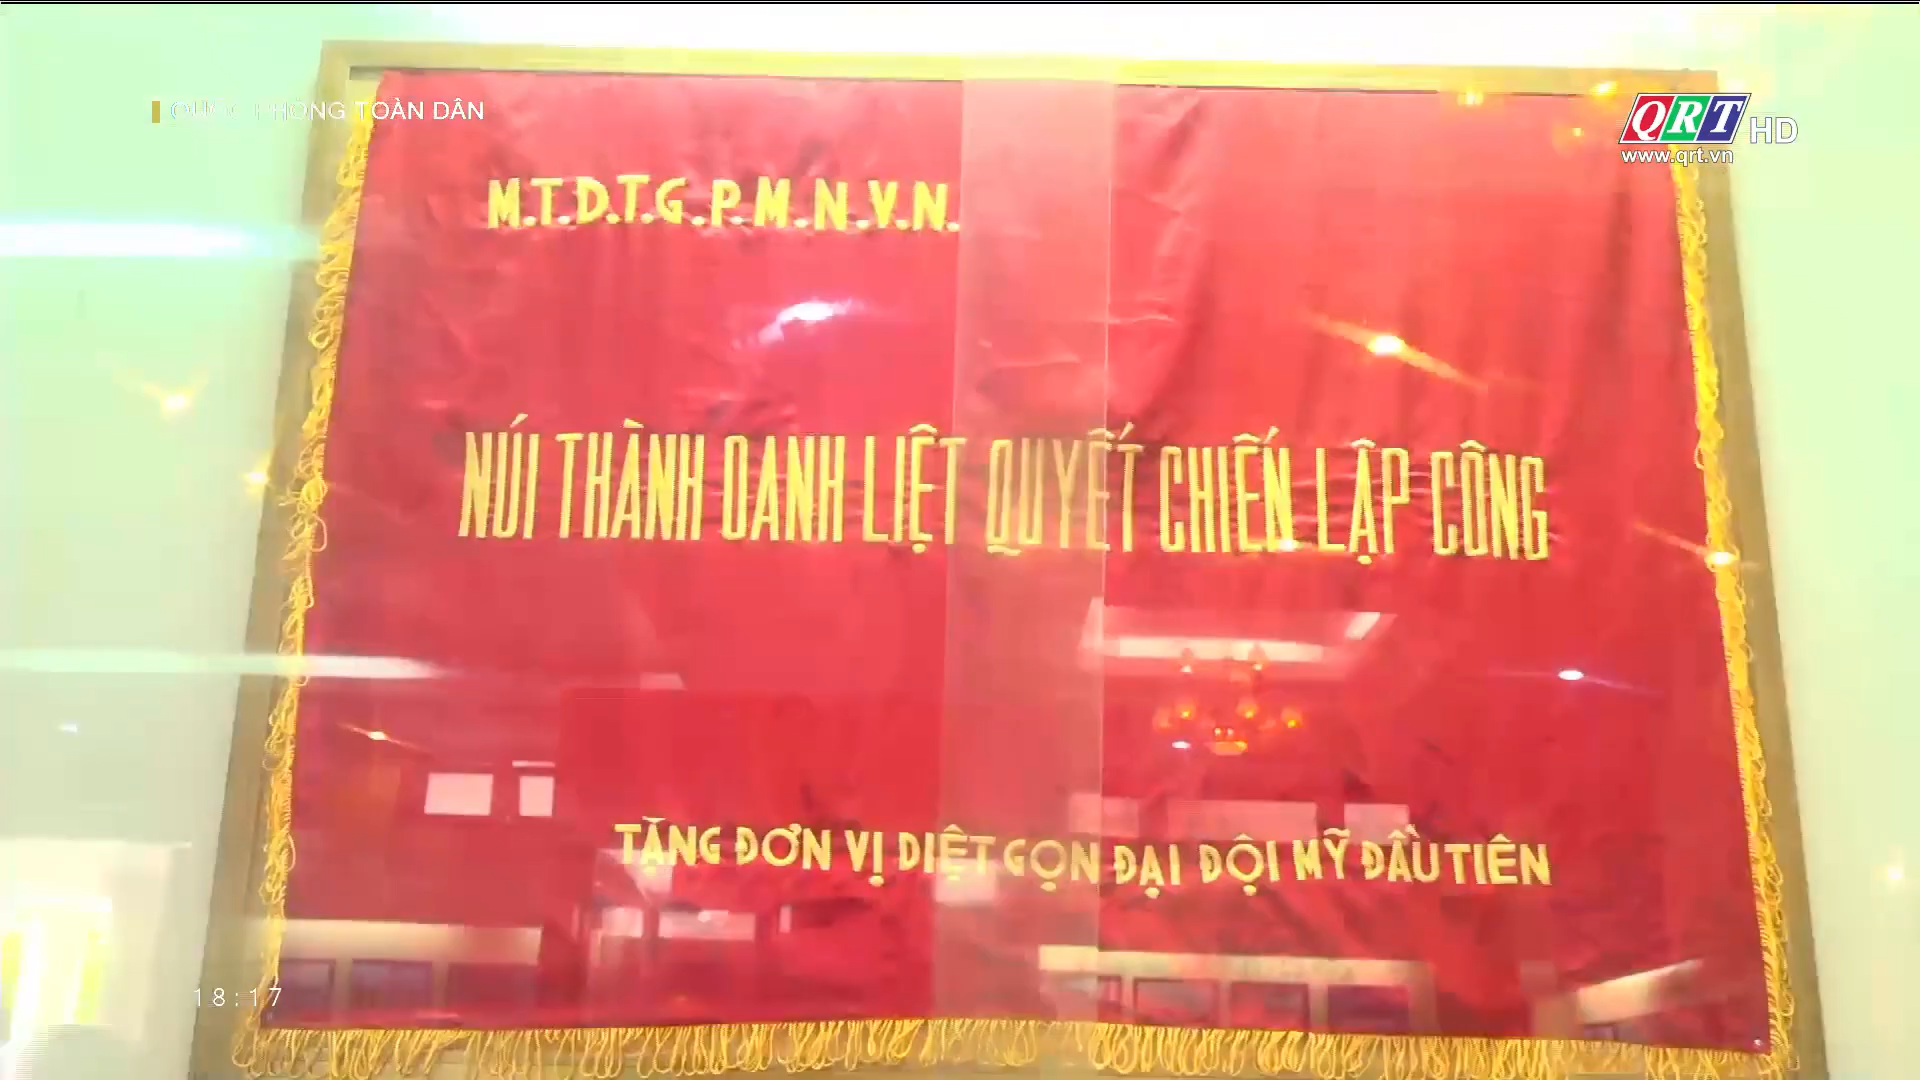 QUỐC PHÒNG TOÀN DÂN
QRT HD
www.qrt.vn
M.T.D.T.G.P.M.N.V.N.
NÚI THÀNH OANH LIỆT QUYẾT CHIẾN LẬP CÔNG
TẶNG ĐƠN VỊ DIỆT GỌN ĐẠI ĐỘI MỸ ĐẦU TIÊN
18:17